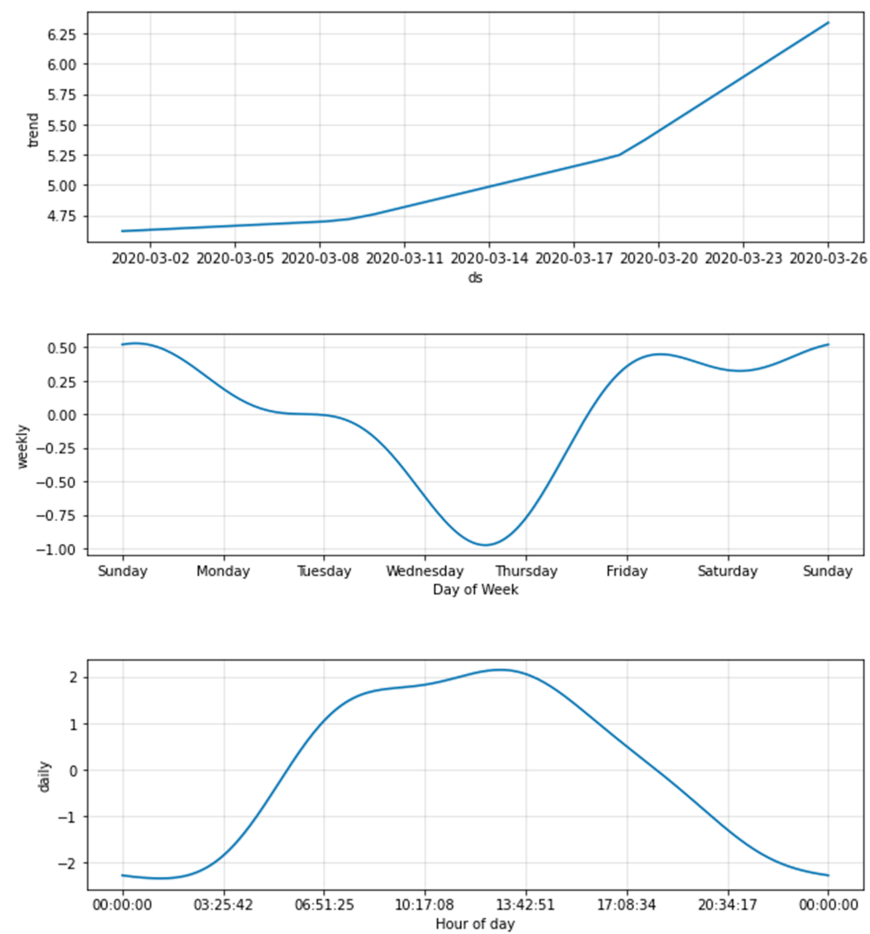 6.25
6.00
5.75
5.50
5.25
5.00
4.75
trend
2020-03-02 2020-03-05 2020-03-08 2020-03-11 2020-03-14 2020-03-17 2020-03-20 2020-03-23 2020-03-26
ds
0.50
0.25
0.00
−0.25
−0.50
−0.75
−1.00
weekly
Sunday Monday Tuesday Wednesday Thursday Friday Saturday Sunday
Day of Week
2
1
0
−1
−2
daily
00:00:00 03:25:42 06:51:25 10:17:08 13:42:51 17:08:34 20:34:17 00:00:00
Hour of day